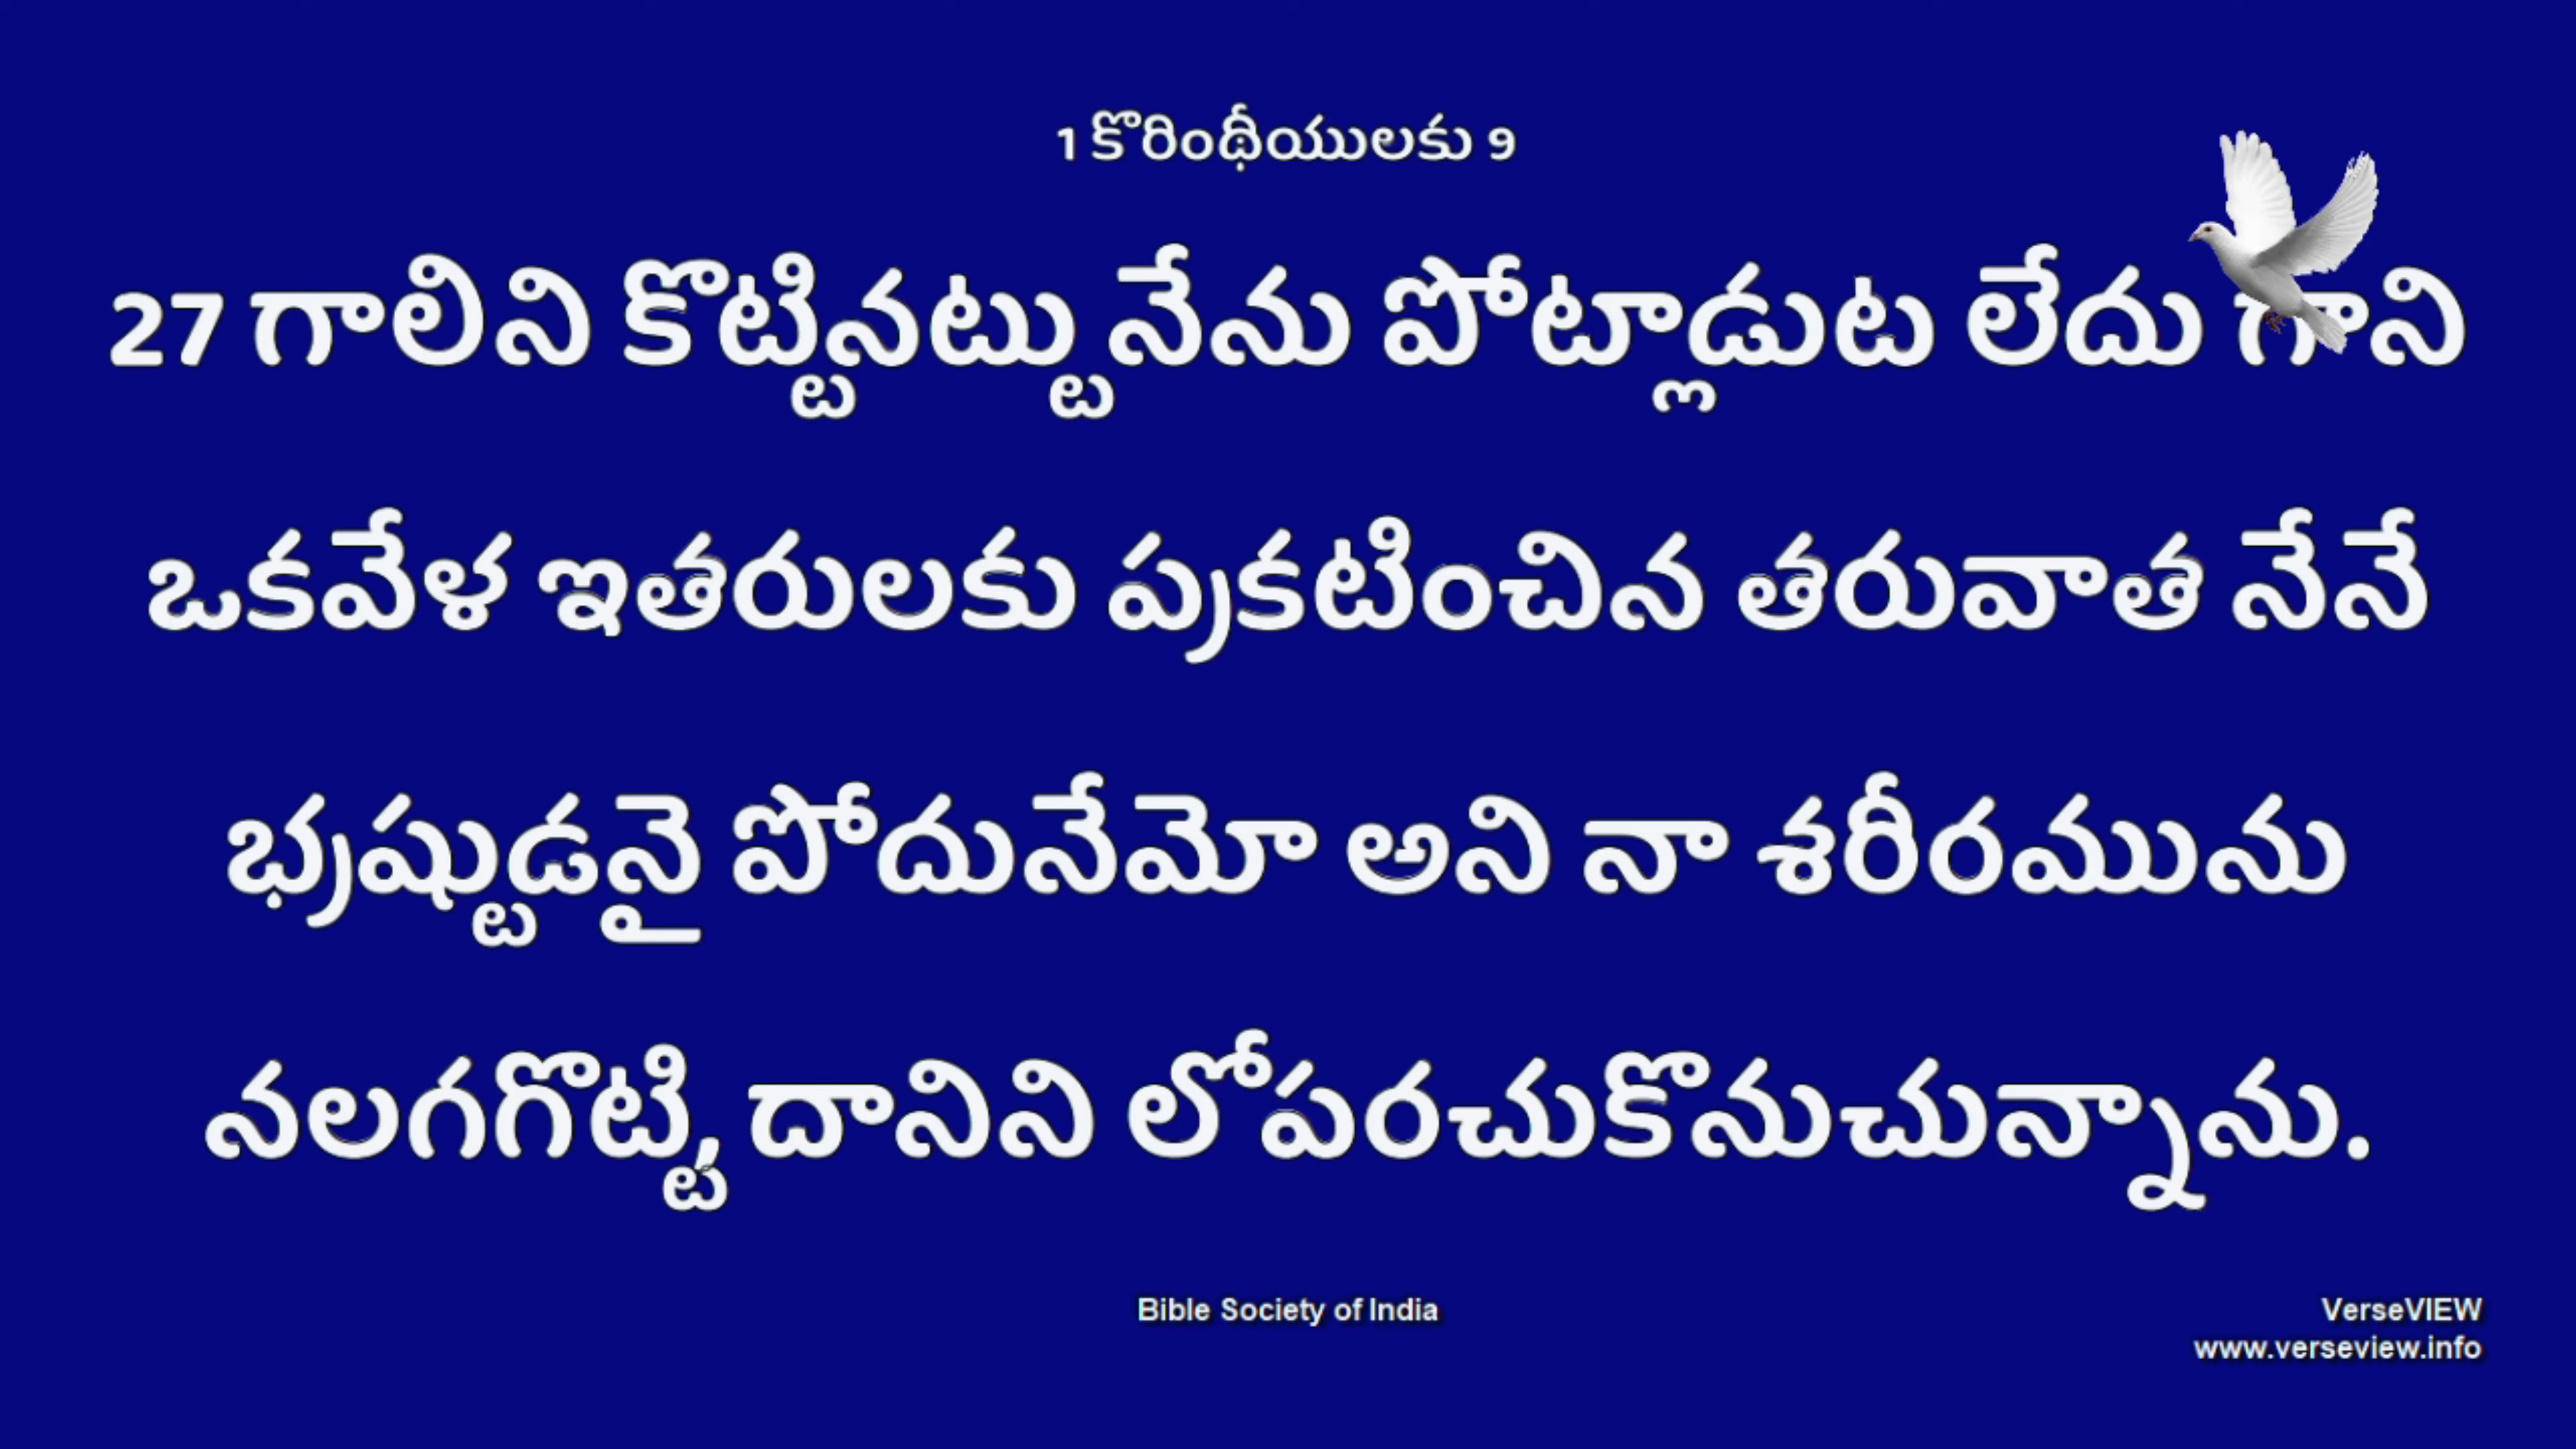 1 కొరింథీయులకు 9
27 గాలిని కొట్టినట్టు నేను పోట్లాడుట లేదు గాని
ఒకవేళ ఇతరులకు ప్రకటించిన తరువాత నేనే
భ్రష్టుడనై పోదునేమో అని నా శరీరమును
నలగగొట్టి, దానిని లోపరచుకొనుచున్నాను.
Bible Society of India
VerseVIEW
www.verseview.info